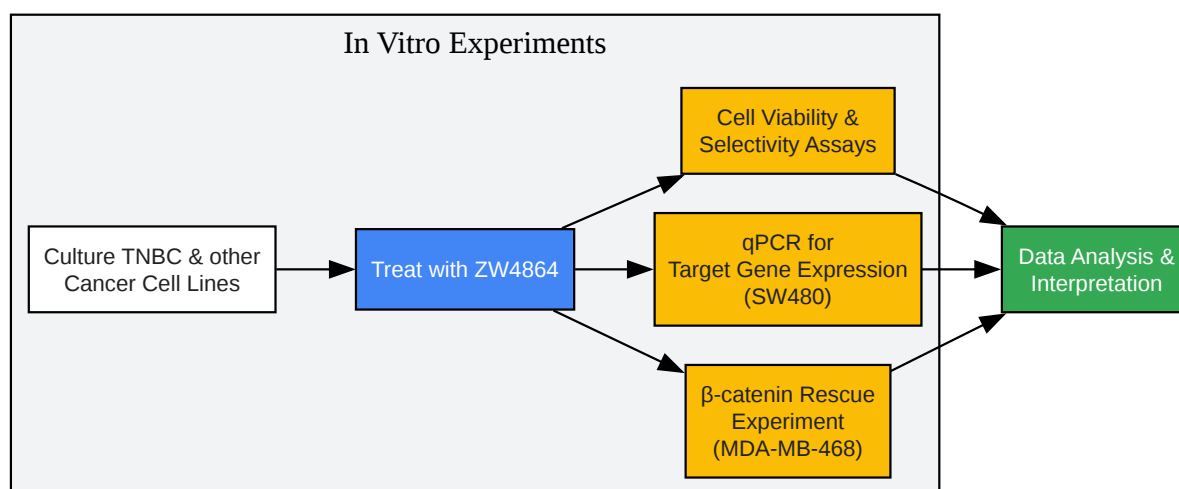 In Vitro Experiments
Culture TNBC & other
Cancer Cell Lines
Treat with ZW4864
Cell Viability &
Selectivity Assays
qPCR for
Target Gene Expression
(SW480)
β-catenin Rescue
Experiment
(MDA-MB-468)
Data Analysis &
Interpretation